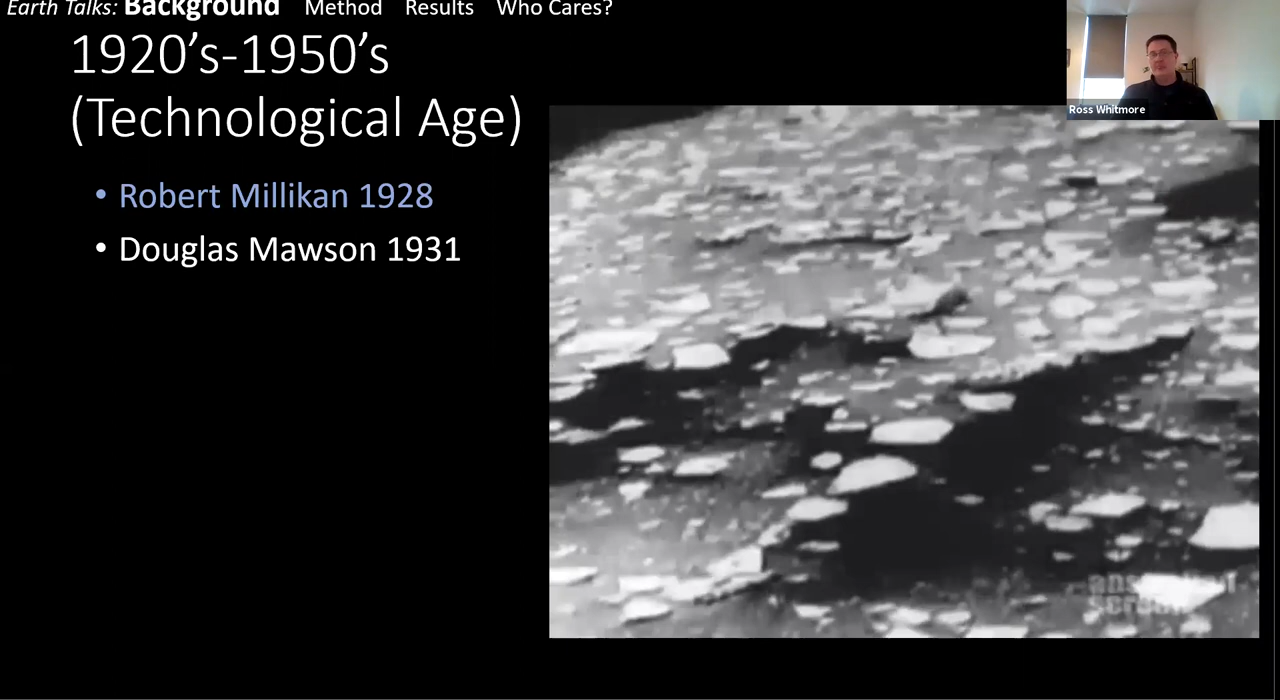 Earth Talks: Background Method Results Who Cares?
1920’s-1950’s
(Technological Age)
• Robert Millikan 1928
• Douglas Mawson 1931
Ross Whitmore